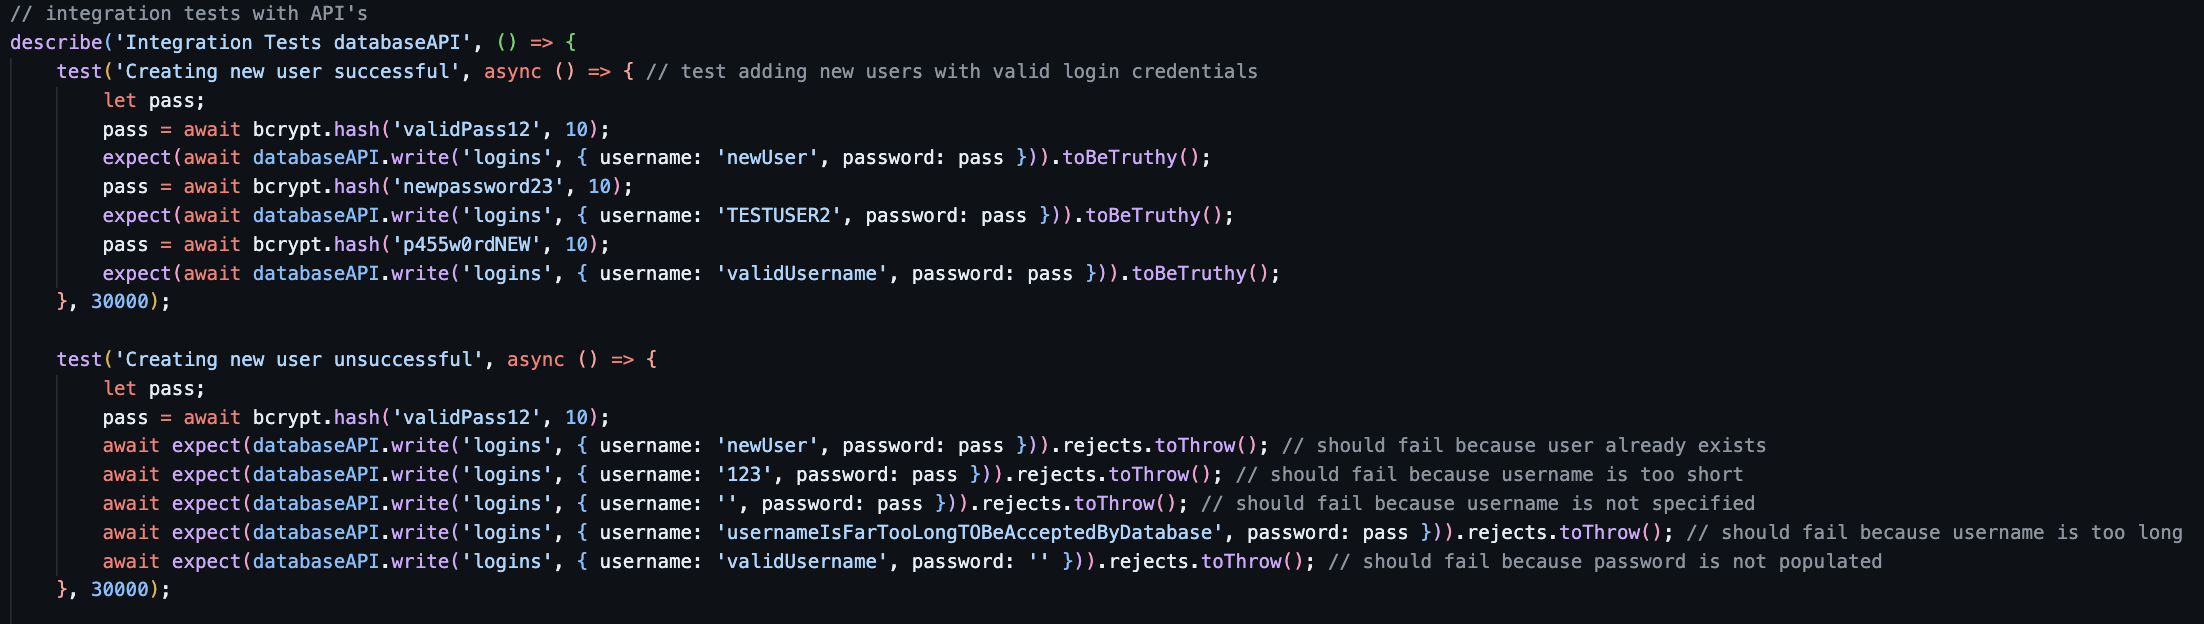 // integration tests with API's
describe('Integration Tests databaseAPI', () => {
    test('Creating new user successful', async () => { // test adding new users with valid login credentials
        let pass;
        pass = await bcrypt.hash('validPass12', 10);
        expect(await databaseAPI.write('logins', { username: 'newUser', password: pass })).toBeTruthy();
        pass = await bcrypt.hash('newpassword23', 10);
        expect(await databaseAPI.write('logins', { username: 'TESTUSER2', password: pass })).toBeTruthy();
        pass = await bcrypt.hash('p455w0rdNEW', 10);
        expect(await databaseAPI.write('logins', { username: 'validUsername', password: pass })).toBeTruthy();
    }, 30000);

    test('Creating new user unsuccessful', async () => {
        let pass;
        pass = await bcrypt.hash('validPass12', 10);
        await expect(databaseAPI.write('logins', { username: 'newUser', password: pass })).rejects.toThrow(); // should fail because user already exists
        await expect(databaseAPI.write('logins', { username: '123', password: pass })).rejects.toThrow(); // should fail because username is too short
        await expect(databaseAPI.write('logins', { username: '', password: pass })).rejects.toThrow(); // should fail because username is not specified
        await expect(databaseAPI.write('logins', { username: 'usernameIsFarTooLongTOBeAcceptedByDatabase', password: pass })).rejects.toThrow(); // should fail because username is too long
        await expect(databaseAPI.write('logins', { username: 'validUsername', password: '' })).rejects.toThrow(); // should fail because password is not populated
    }, 30000);